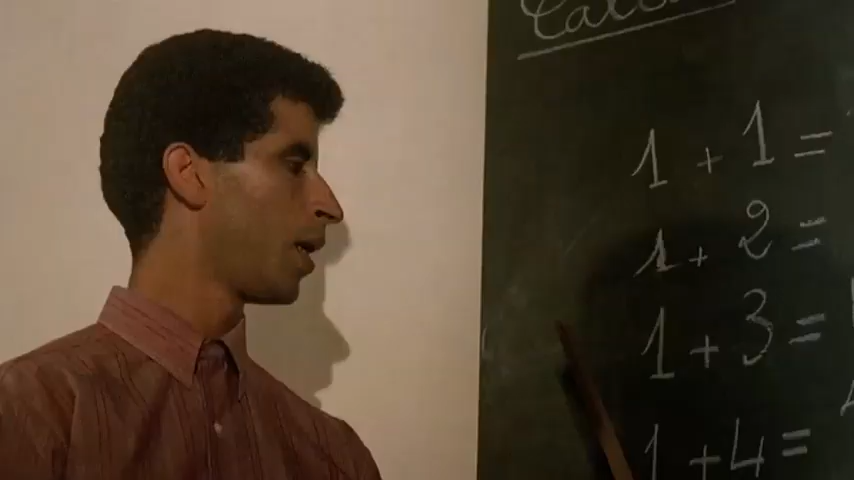 1 + 1 =
1 + 2 =
1 + 3 =
1 + 4 =